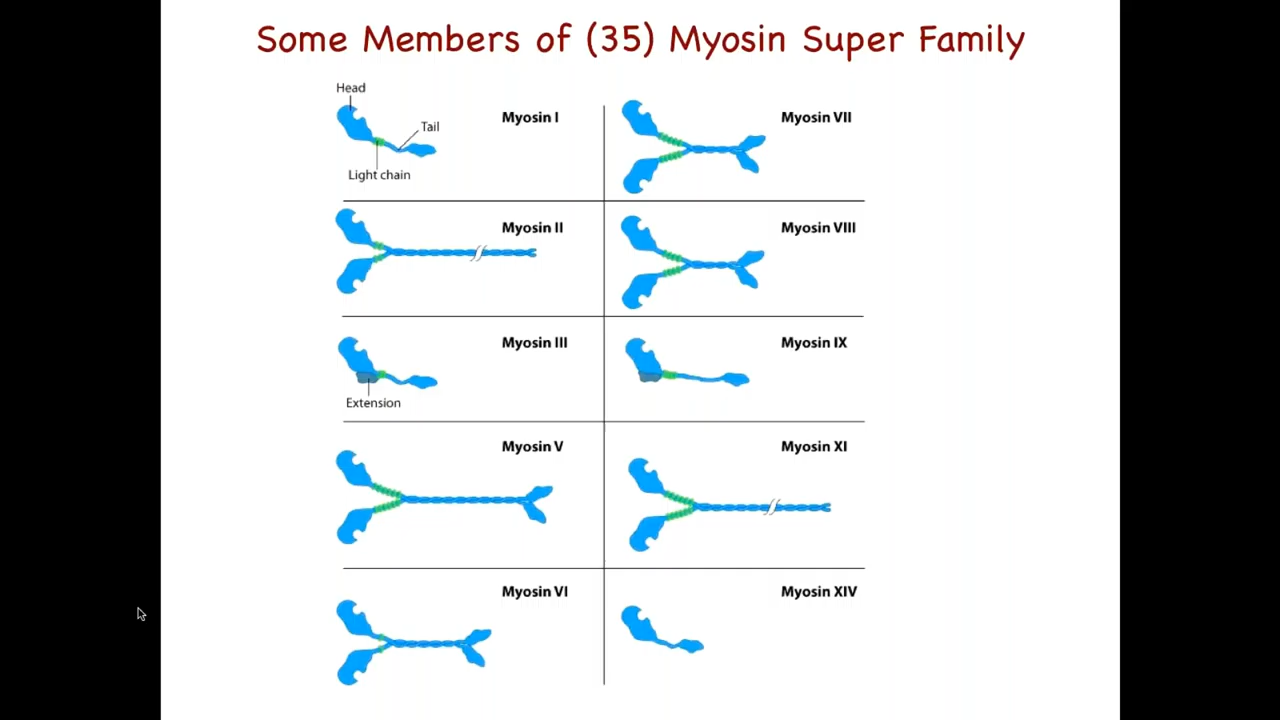 Some Members of (35) Myosin Super Family
Head
Myosin I
Tail
Light chain
Myosin VII
Myosin II
Myosin VIII
Myosin III
Extension
Myosin IX
Myosin V
Myosin XI
Myosin VI
Myosin XIV